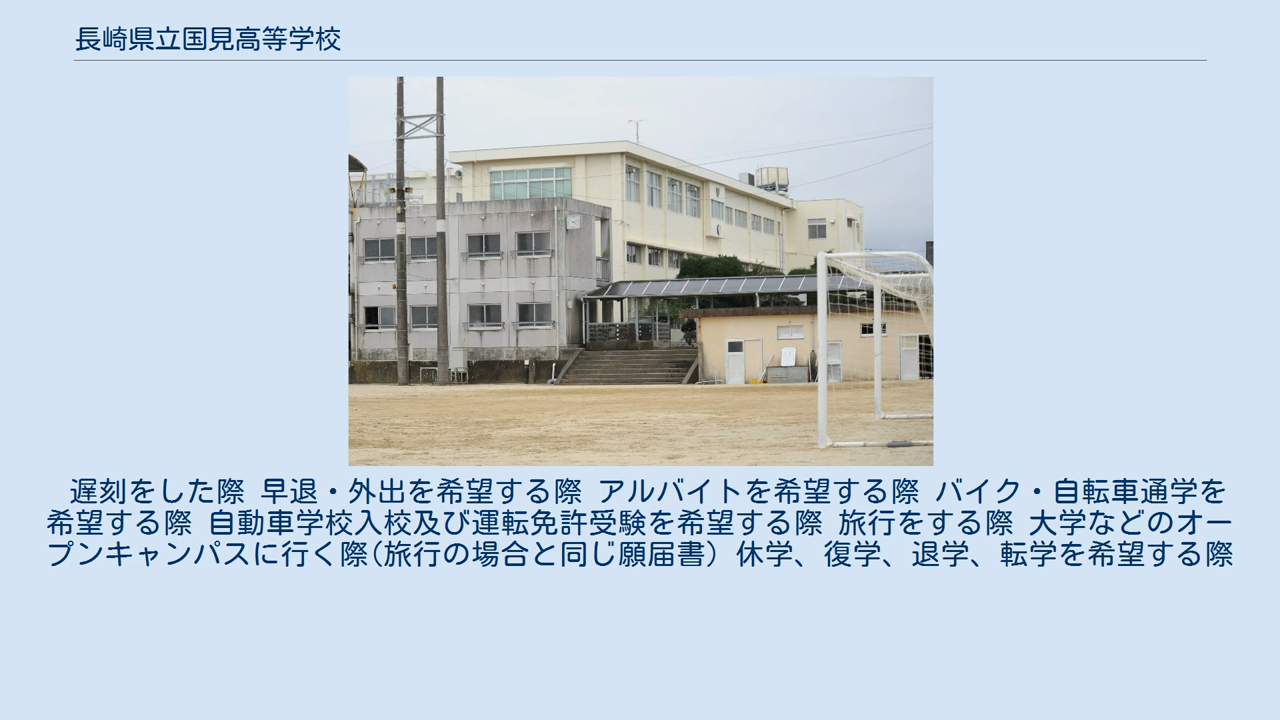 長崎県立国見高等学校
遅刻をした際 早退・外出を希望する際 アルバイトを希望する際 バイク・自転車通学を
希望する際 自動車学校入校及び運転免許受験を希望する際 旅行をする際 大学などのオー
プンキャンパスに行く際(旅行の場合と同じ願届書) 休学、復学、退学、転学を希望する際